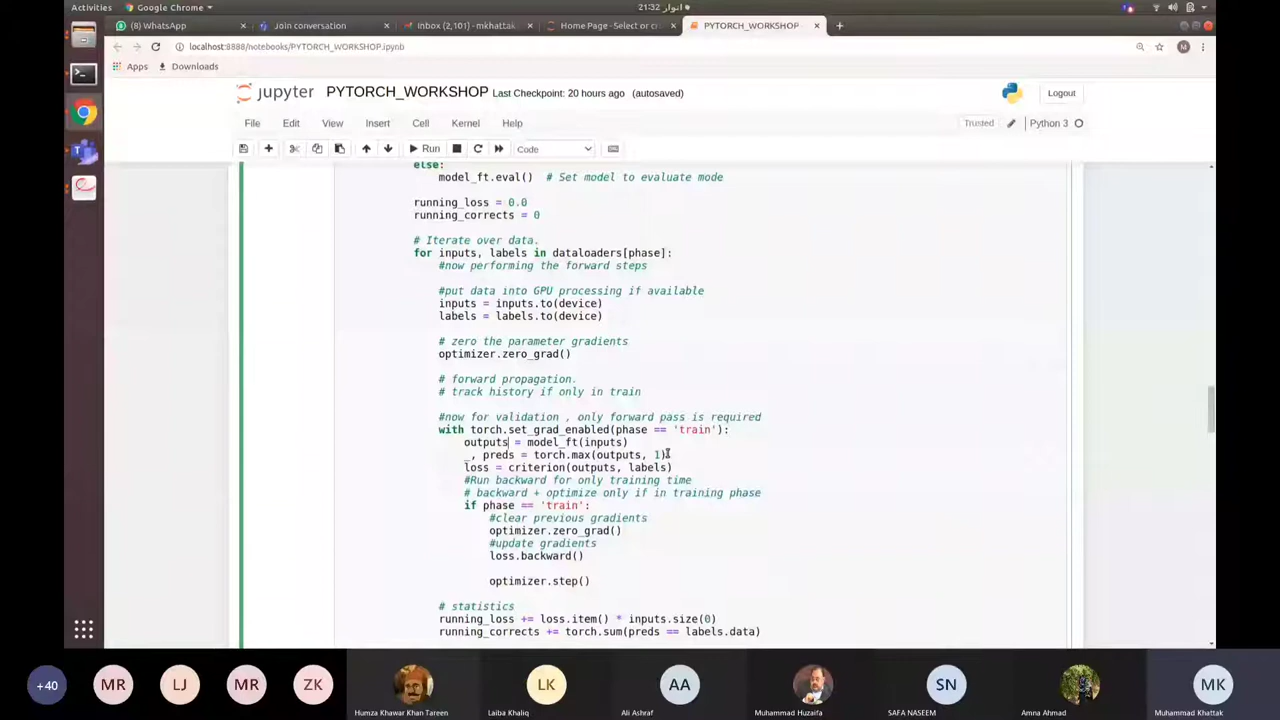 Activities
Google Chrome
21:32 اتوار
(8) WhatsApp
Join conversation
Inbox (2,101) - mkhattak
Home Page - Select or cr
PYTORCH_WORKSHOP
localhost:8888/notebooks/PYTORCH_WORKSHOP.ipynb
M
Apps
Downloads
jupyter PYTORCH_WORKSHOP Last Checkpoint: 20 hours ago (autosaved)
Logout
File Edit View Insert Cell Kernel Help
Trusted
Python 3
Run
Code
else:
model_ft.eval() # Set model to evaluate mode
running_loss = 0.0
running_corrects = 0
# Iterate over data.
for inputs, labels in dataloaders[phase]:
#now performing the forward steps
#put data into GPU processing if available
inputs = inputs.to(device)
labels = labels.to(device)
# zero the parameter gradients
optimizer.zero_grad()
# forward propagation.
# track history if only in train
#now for validation , only forward pass is required
with torch.set_grad_enabled(phase == 'train'):
outputs = model_ft(inputs)
_, preds = torch.max(outputs, 1)
loss = criterion(outputs, labels)
#Run backward for only training time
# backward + optimize only if in training phase
if phase == 'train':
#clear previous gradients
optimizer.zero_grad()
#update gradients
loss.backward()
optimizer.step()
# statistics
running_loss += loss.item() * inputs.size(0)
running_corrects += torch.sum(preds == labels.data)
+40
MR
LJ
MR
ZK
LK
AA
SN
MK
Humza Khawar Khan Tareen
Laiba Khaliq
Ali Ashraf
Muhammad Huzaifa
SAFA NASEEM
Amna Ahmad
Muhammad Khattak